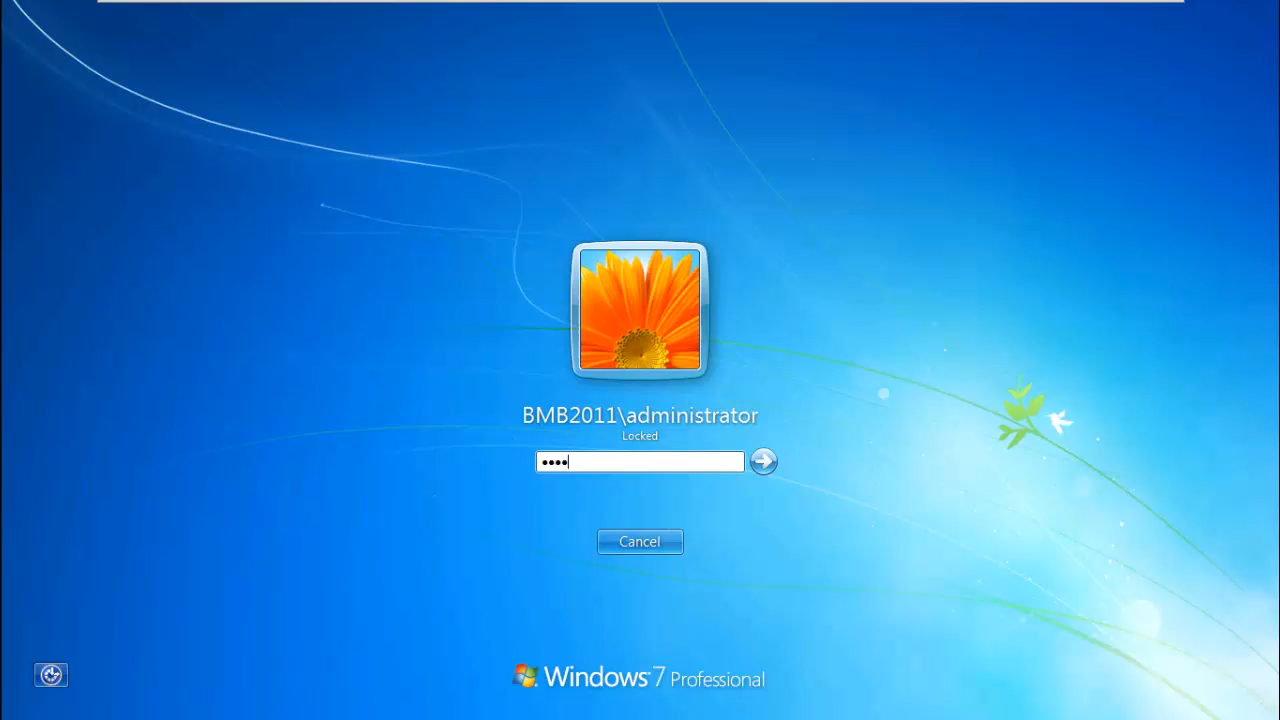 BMB2011\administrator
Locked
••••
Cancel
Windows 7 Professional